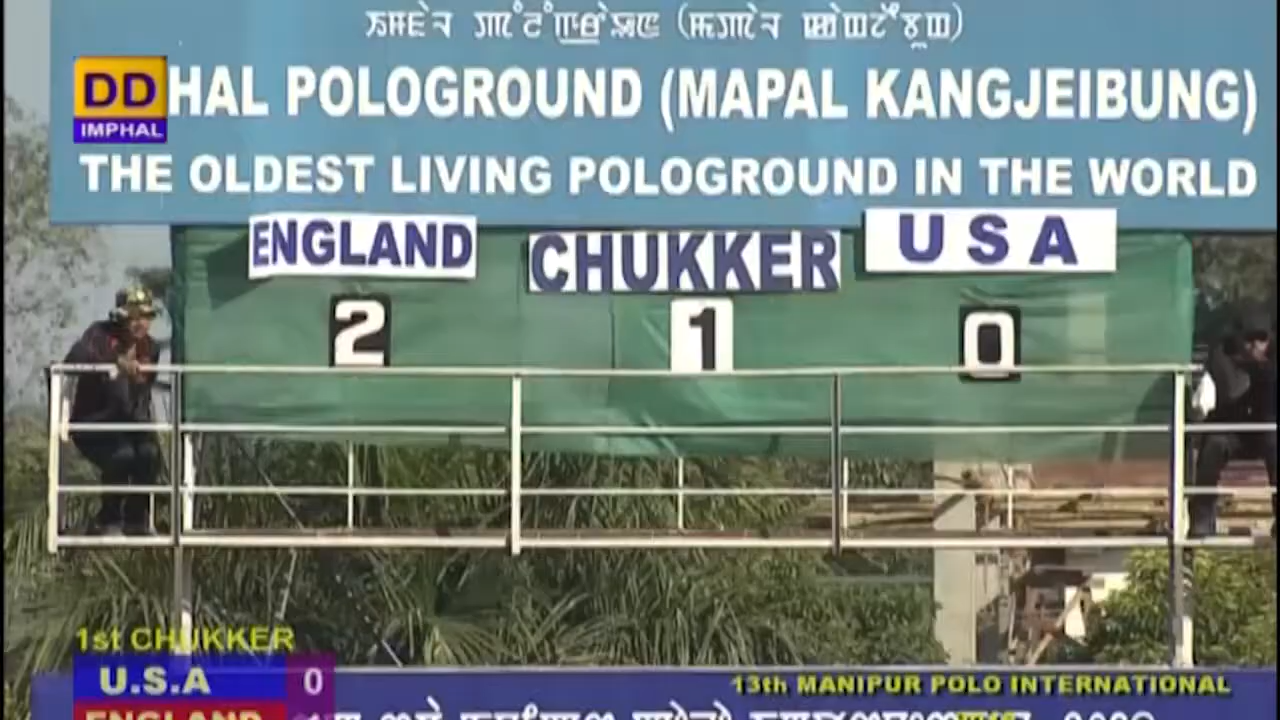 DD
IMPHAL
HAL POLOGROUND (MAPAL KANGJEIBUNG)
THE OLDEST LIVING POLOGROUND IN THE WORLD
ENGLAND
CHUKKER
U S A
2
1
0
1st CHUKKER
U.S.A 0
13th MANIPUR POLO INTERNATIONAL
ENGLAND